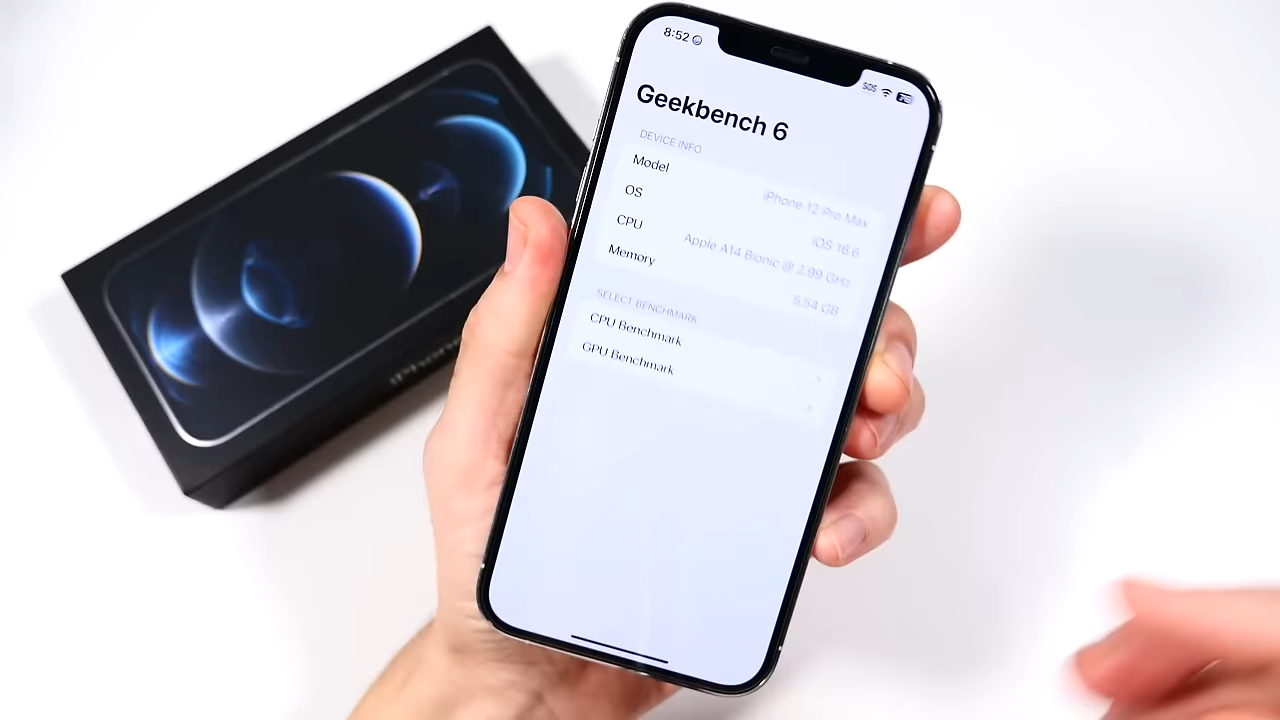 8:52
SOS 76
Geekbench 6
DEVICE INFO
Model iPhone 12 Pro Max
OS iOS 16.6
CPU Apple A14 Bionic @ 2.99 GHz
Memory 5.54 GB
SELECT BENCHMARK
CPU Benchmark
GPU Benchmark